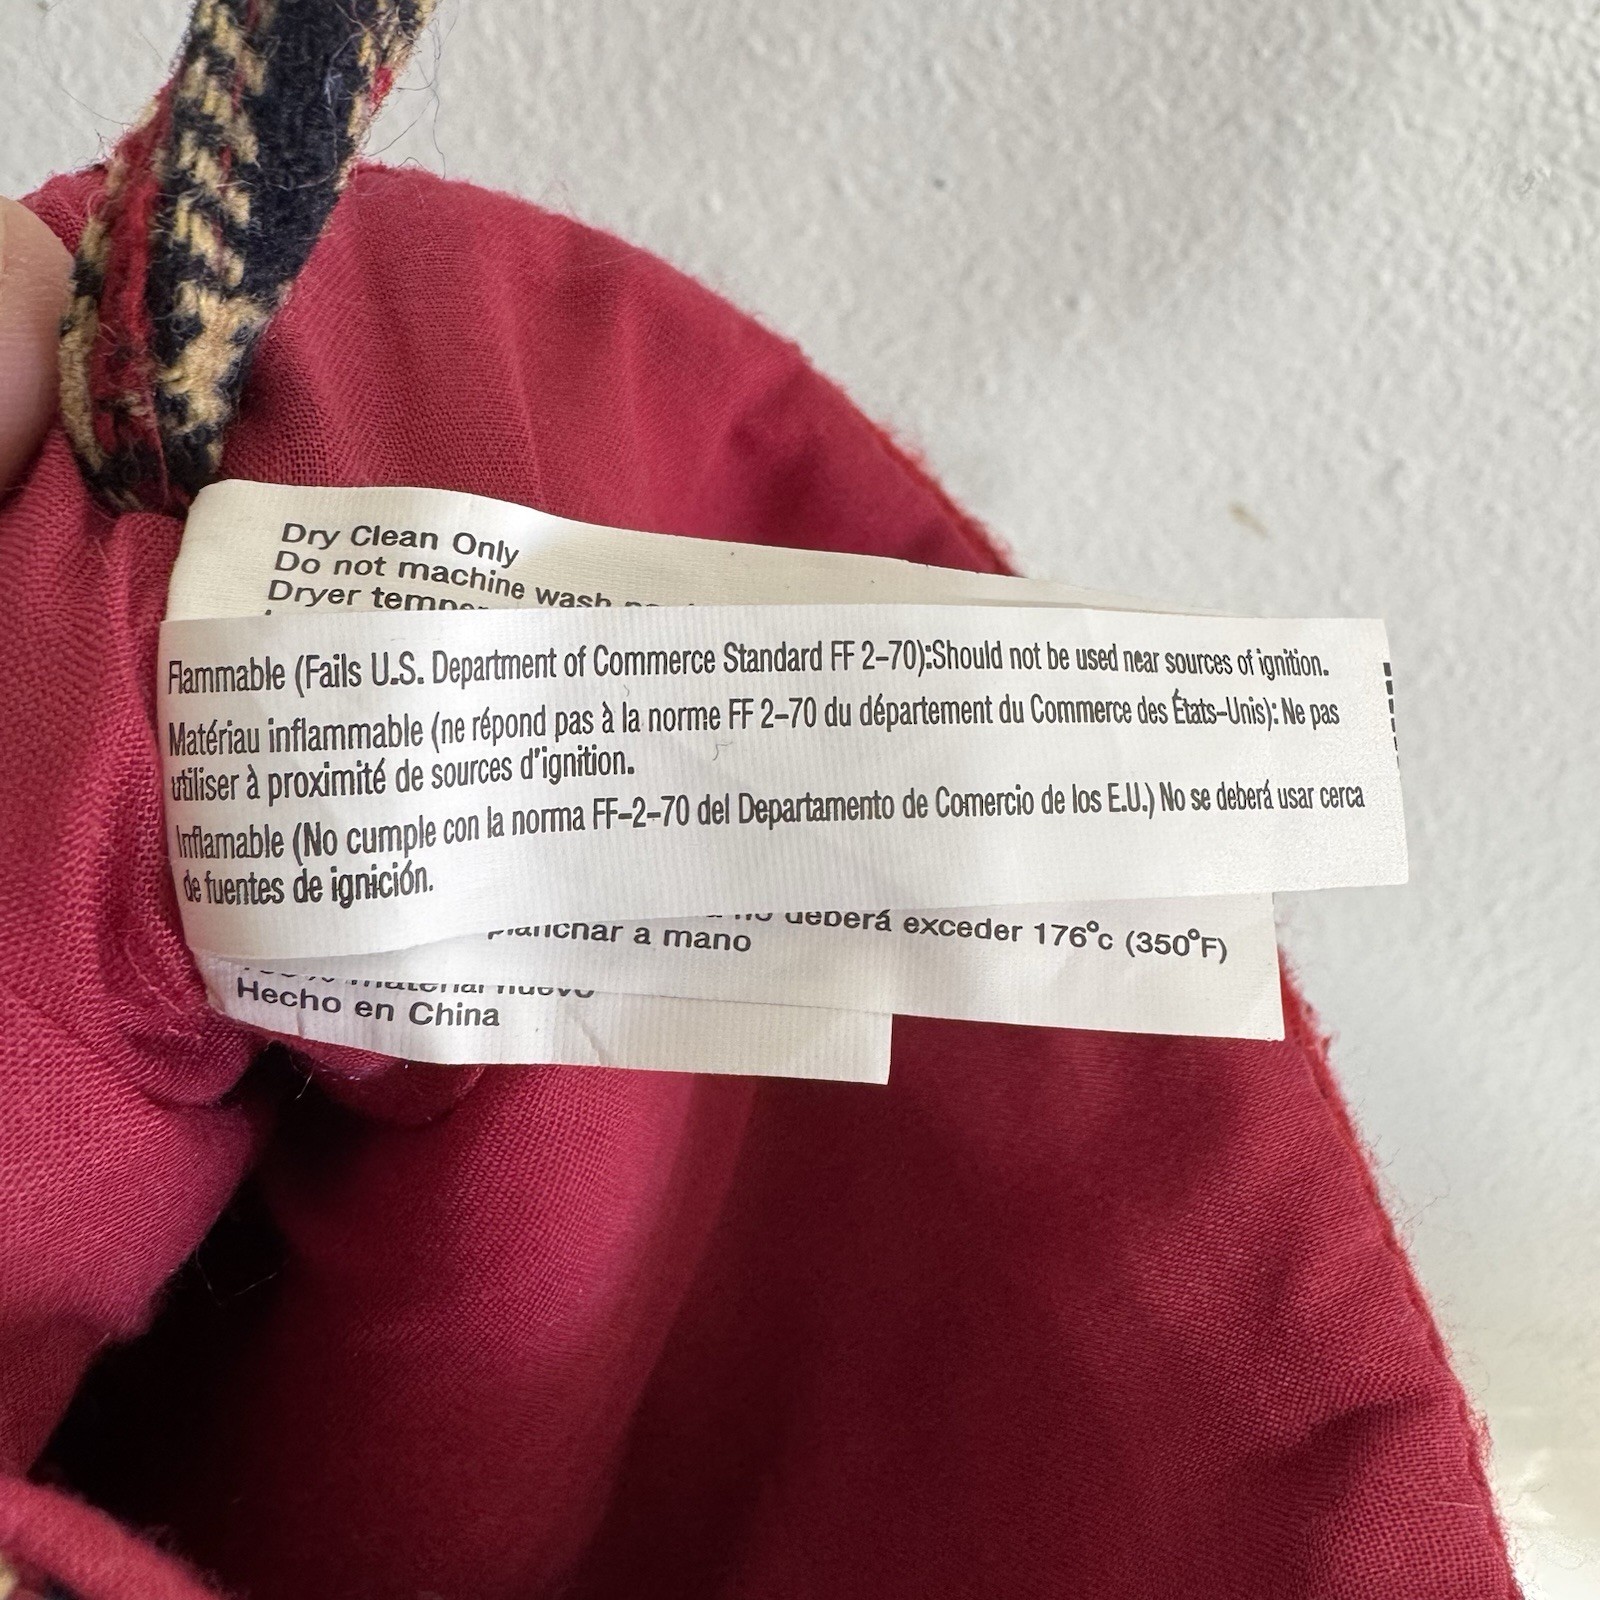 Dry Clean Only
Do not machine wash
Dryer
Flammable (Fails U.S. Department of Commerce Standard FF 2-70):Should not be used near sources of ignition.
Matériau inflammable (ne répond pas à la norme FF 2-70 du département du Commerce des États-Unis): Ne pas
utiliser à proximité de sources d'ignition.
Inflamable (No cumple con la norma FF-2-70 del Departamento de Comercio de los E.U.) No se deberá usar cerca
de fuentes de ignición.
no deberá exceder 176°c (350°F)
planchar a mano
material nuevo
Hecho en China